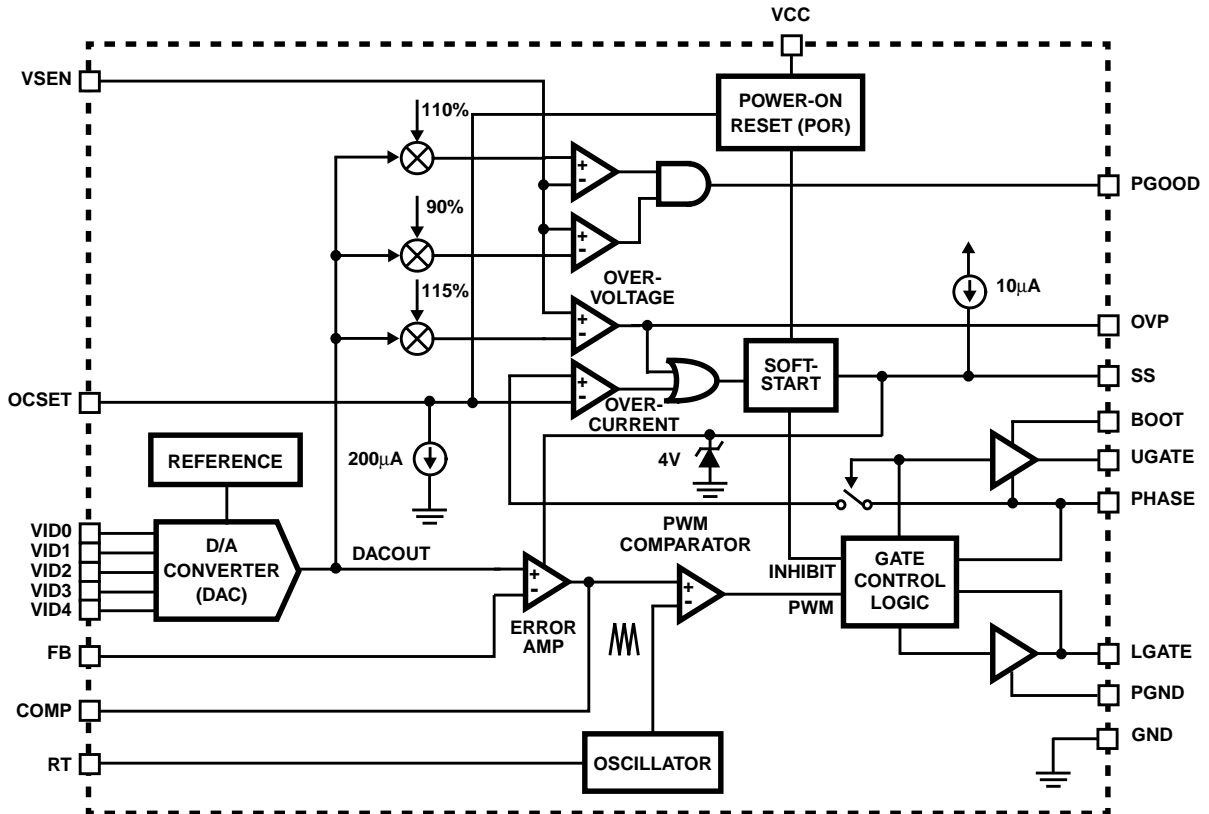 VCC
VSEN
POWER-ON
RESET (POR)
110%
+
-
PGOOD
90%
+
-
OVER-
VOLTAGE
115%
10µA
+
-
OVP
SOFT-
START
SS
OCSET
+
-
OVER-
CURRENT
BOOT
REFERENCE
200µA
4V
UGATE
PHASE
PWM
COMPARATOR
VID0
VID1
VID2
VID3
VID4
D/A
CONVERTER
(DAC)
DACOUT
+
-
ERROR
AMP
+
-
INHIBIT
PWM
GATE
CONTROL
LOGIC
FB
LGATE
COMP
PGND
RT
OSCILLATOR
GND